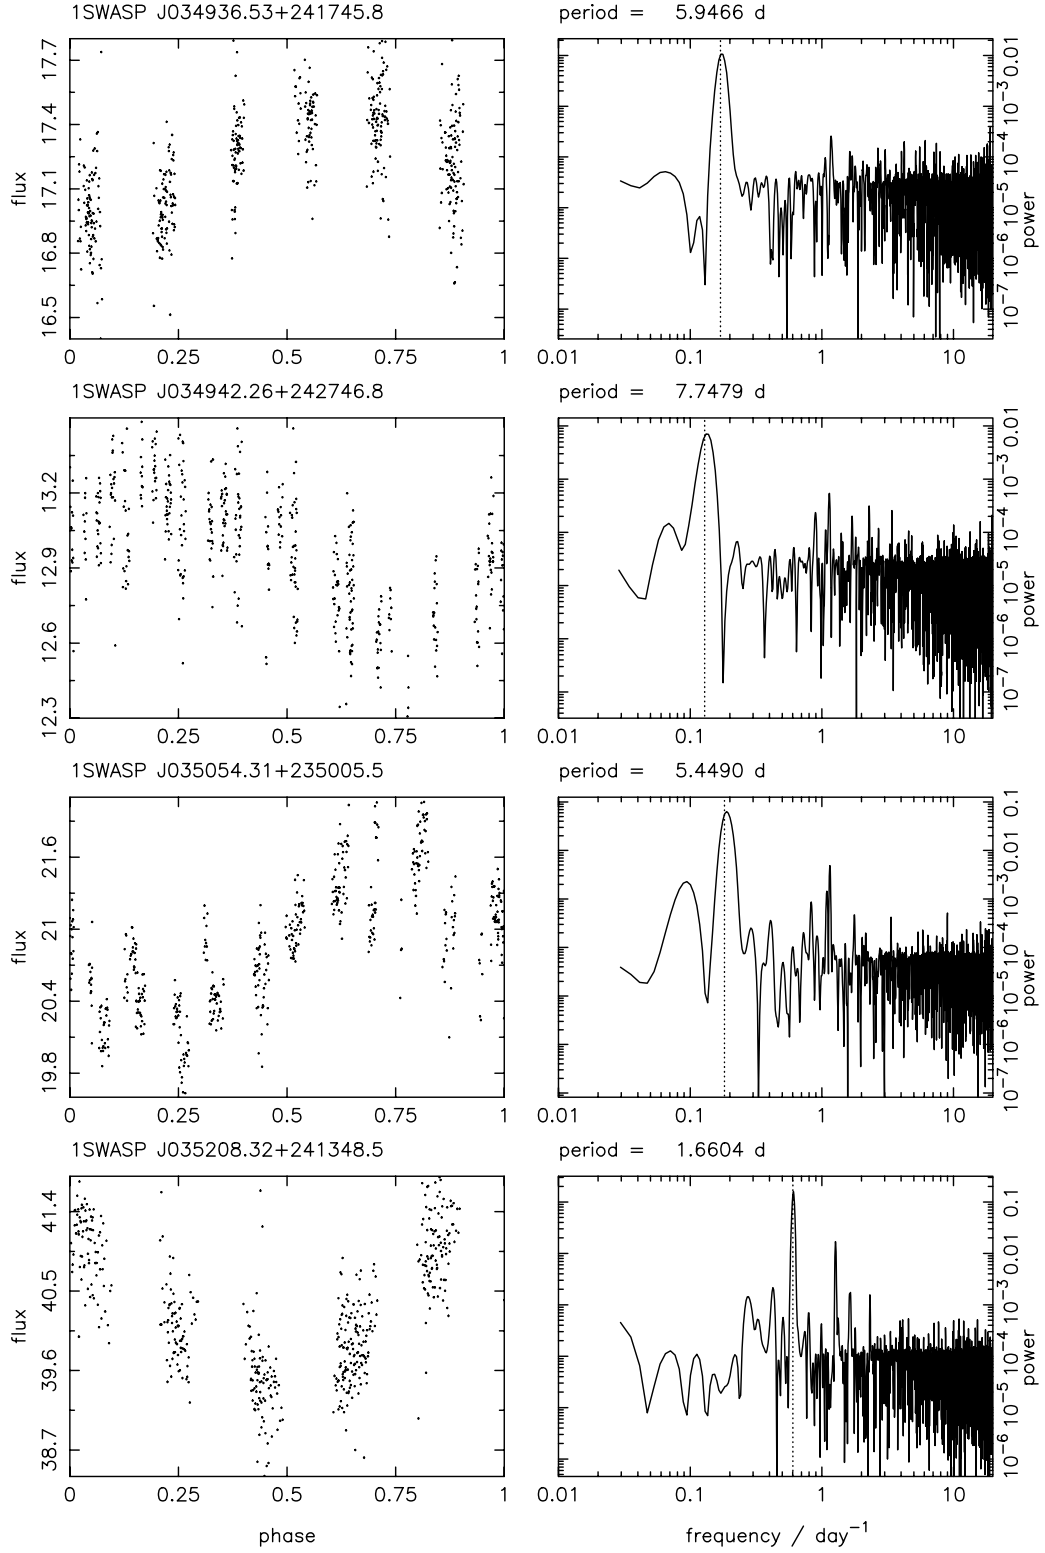 1SWASP J034936.53+241745.8
period = 5.9466 d
flux
17.7
17.4
17.1
16.8
16.5
0 0.25 0.5 0.75 1
0.01 0.1 1 10
0.01
10⁻³
10⁻⁴
10⁻⁵
10⁻⁶
10⁻⁷
power
1SWASP J034942.26+242746.8
period = 7.7479 d
flux
13.2
12.9
12.6
12.3
0 0.25 0.5 0.75 1
0.01 0.1 1 10
0.01
10⁻³
10⁻⁴
10⁻⁵
10⁻⁶
10⁻⁷
power
1SWASP J035054.31+235005.5
period = 5.4490 d
flux
21.6
21
20.4
19.8
0 0.25 0.5 0.75 1
0.01 0.1 1 10
0.1
0.01
10⁻³
10⁻⁴
10⁻⁵
10⁻⁶
10⁻⁷
power
1SWASP J035208.32+241348.5
period = 1.6604 d
flux
41.4
40.5
39.6
38.7
0 0.25 0.5 0.75 1
0.01 0.1 1 10
0.1
0.01
10⁻³
10⁻⁴
10⁻⁵
10⁻⁶
power
phase
frequency / day⁻¹